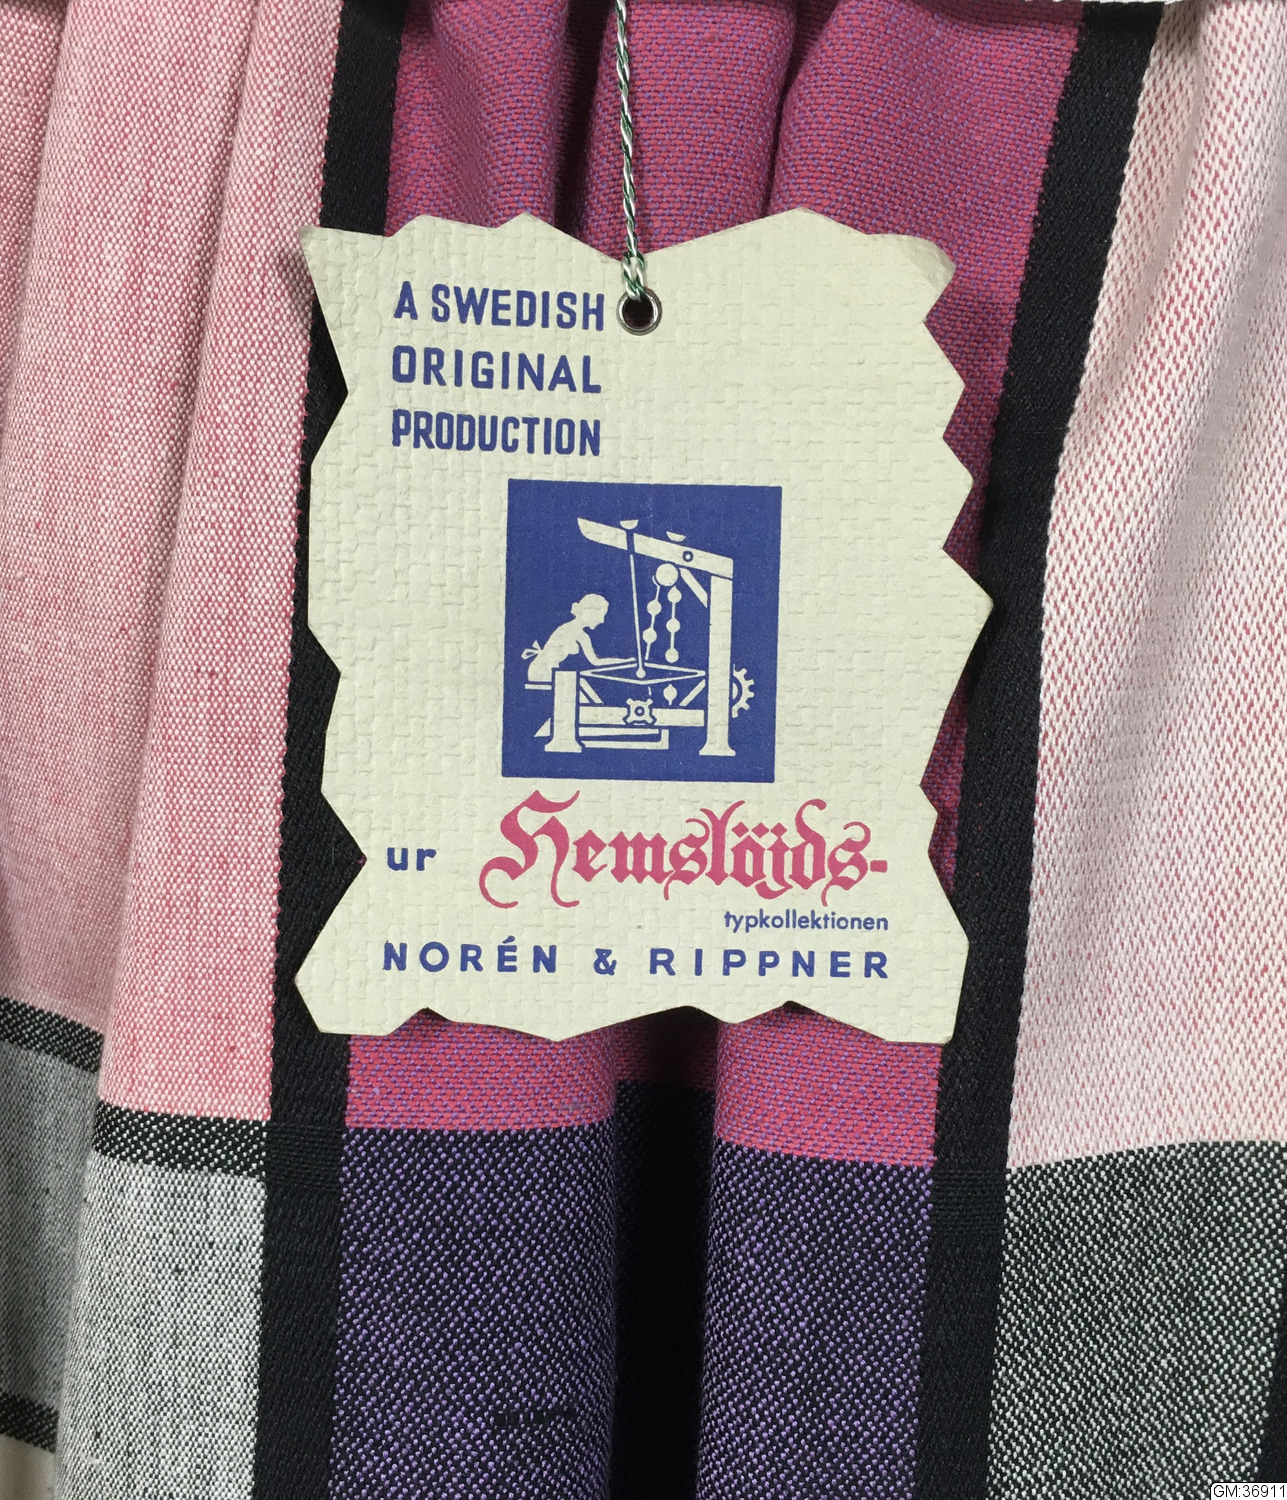 A SWEDISH
ORIGINAL
PRODUCTION
ur Hemslöjds-
typkollektionen
NORÉN & RIPPNER
GM:36911